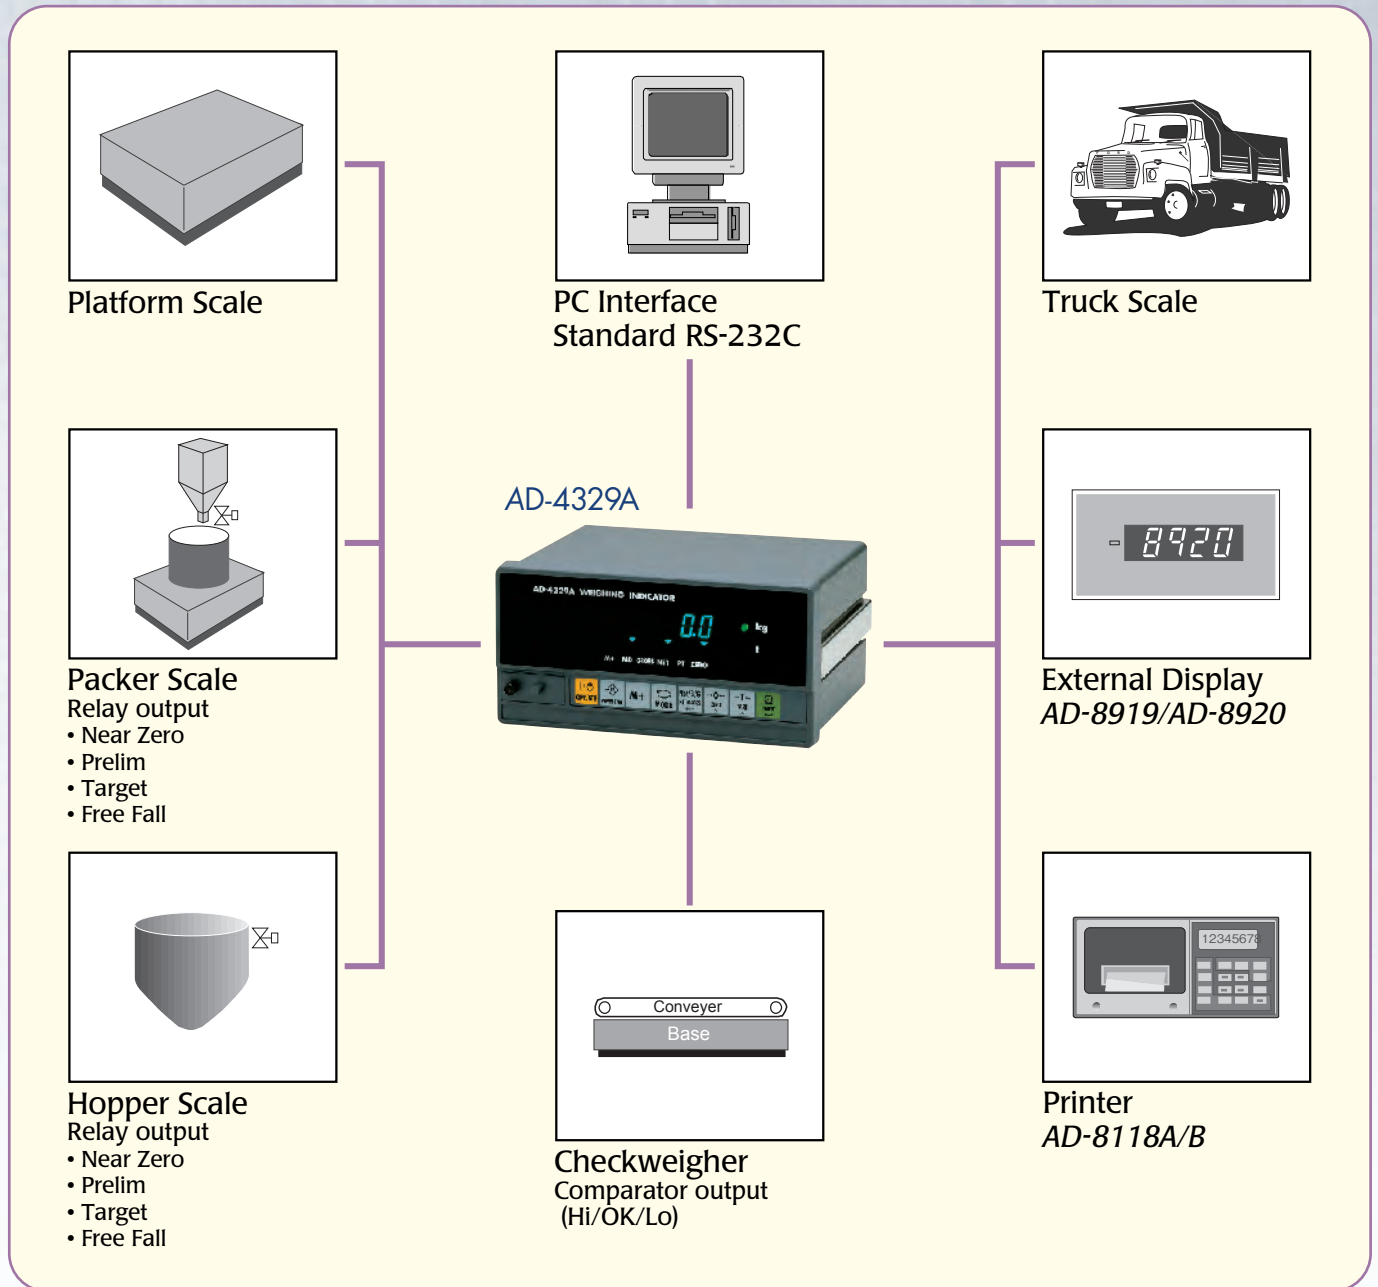 Platform Scale
PC Interface
Standard RS-232C
Truck Scale
AD-4329A
8920
AD-4329A WEIGHING INDICATOR
0.0
kg
t
Packer Scale
Relay output
• Near Zero
• Prelim
• Target
• Free Fall
External Display
AD-8919/AD-8920
12345678
Conveyer
Base
Hopper Scale
Relay output
• Near Zero
• Prelim
• Target
• Free Fall
Checkweigher
Comparator output
(Hi/OK/Lo)
Printer
AD-8118A/B